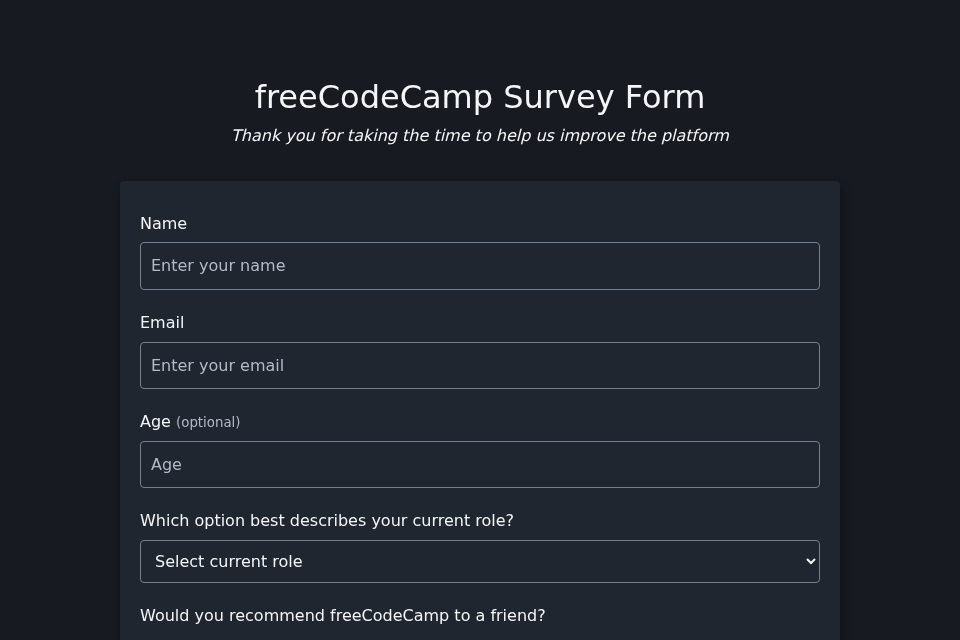 freeCodeCamp Survey Form
Thank you for taking the time to help us improve the platform
Name
Enter your name
Email
Enter your email
Age (optional)
Age
Which option best describes your current role?
Select current role
Would you recommend freeCodeCamp to a friend?